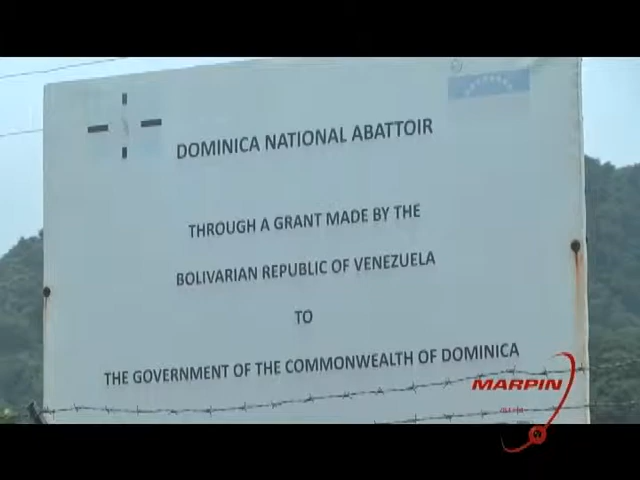 DOMINICA NATIONAL ABATTOIR
THROUGH A GRANT MADE BY THE
BOLIVARIAN REPUBLIC OF VENEZUELA
TO
THE GOVERNMENT OF THE COMMONWEALTH OF DOMINICA
MARPIN